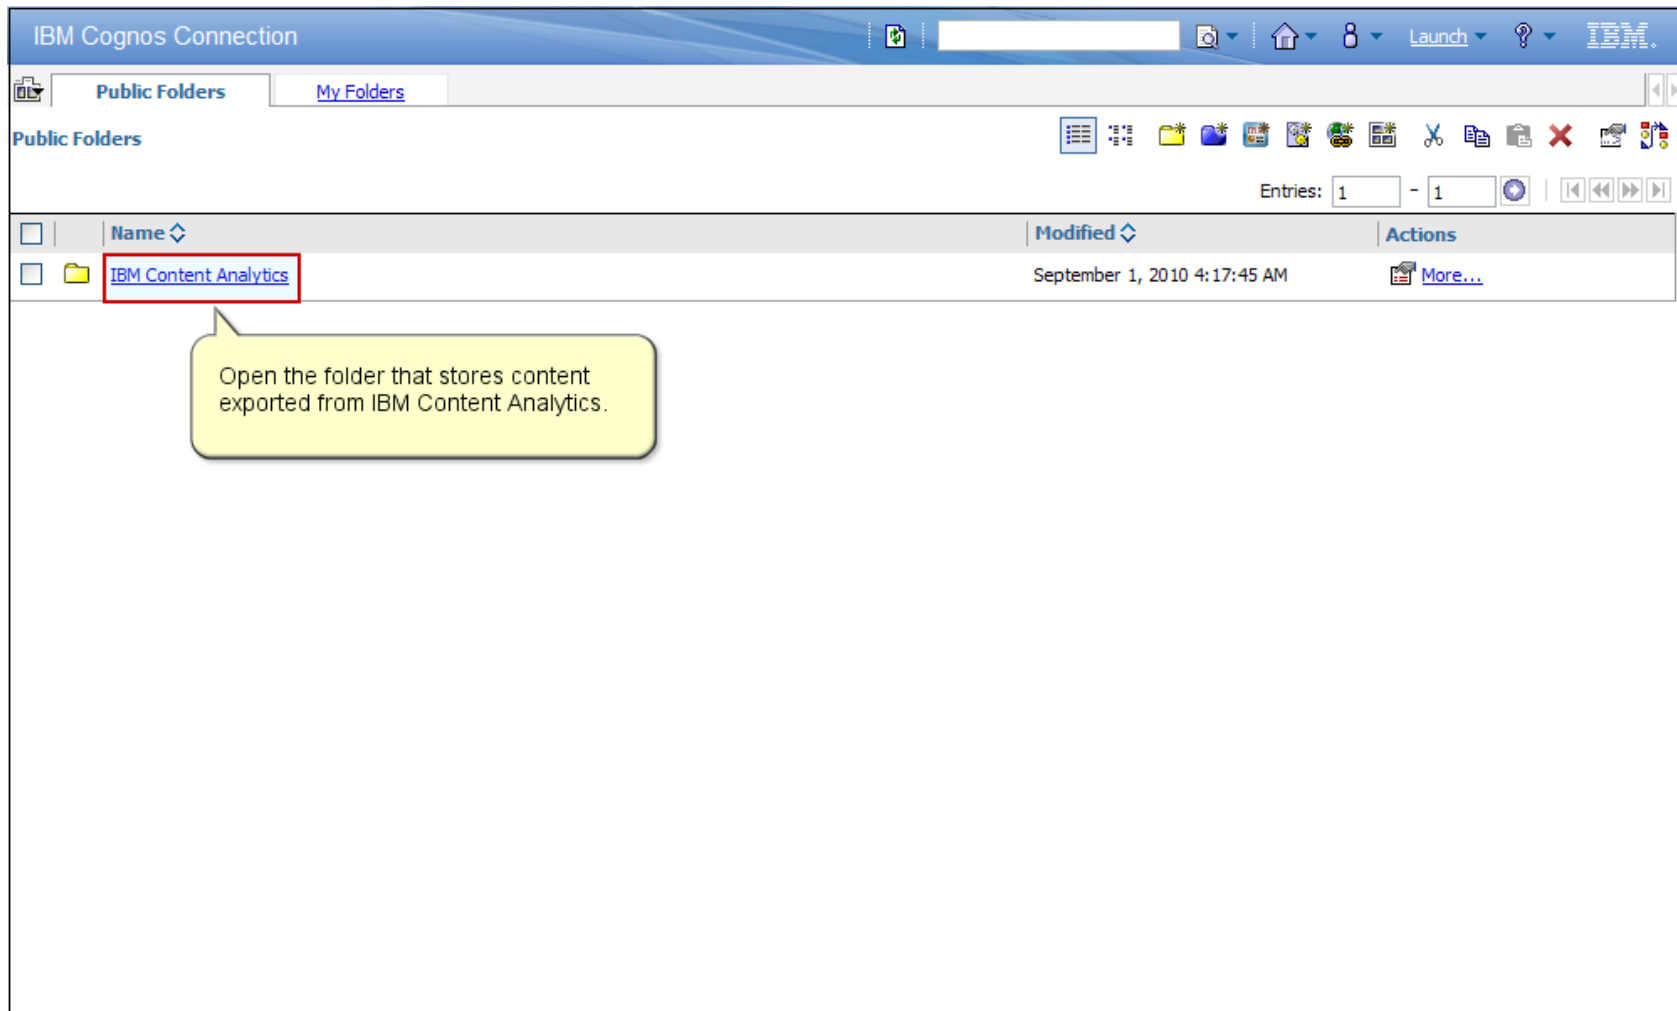 IBM Cognos Connection
Launch
IBM.
Public Folders
My Folders
Public Folders
Entries: 1 - 1
Name
Modified
Actions
IBM Content Analytics
September 1, 2010 4:17:45 AM
More...
Open the folder that stores content
exported from IBM Content Analytics.